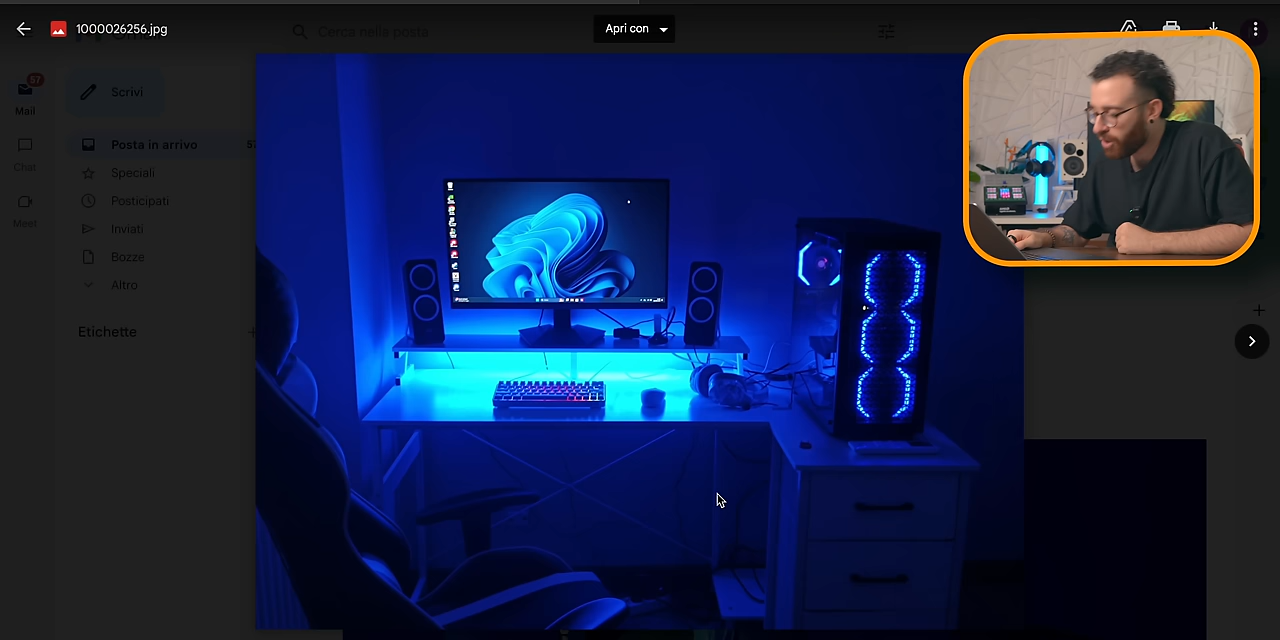 1000026256.jpg
Cerca nella posta
Apri con
57
Mail
Chat
Meet
Scrivi
Posta in arrivo
Speciali
Posticipati
Inviati
Bozze
Altro
Etichette